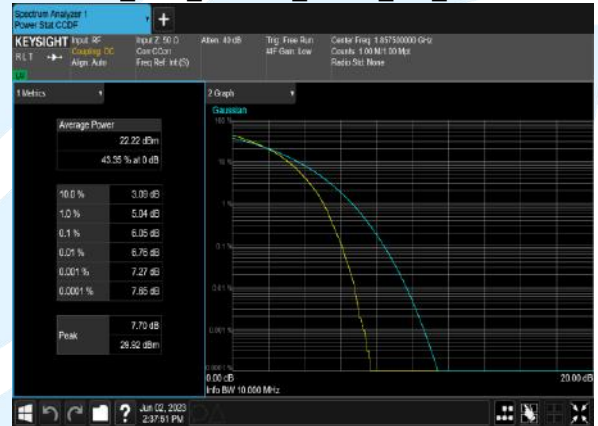 Spectrum Analyzer 1
Power Stat CCDF
+
KEYSIGHT
RLT
Input: RF
Coupling: DC
Align: Auto
Input Z: 50 Ω
Corr CCorr
Freq Ref: Int (S)
Atten: 40 dB
Trig: Free Run
#IF Gain: Low
Center Freq: 1.857500000 GHz
Counts: 1.00 M/1.00 Mpt
Radio Std: None
1 Metrics
Average Power
22.22 dBm
43.35 % at 0 dB
10.0 % 3.09 dB
1.0 % 5.04 dB
0.1 % 6.05 dB
0.01 % 6.76 dB
0.001 % 7.27 dB
0.0001 % 7.65 dB
Peak
7.70 dB
29.92 dBm
2 Graph
Gaussian
100 %
10 %
1 %
0.1 %
0.01 %
0.001 %
0.0001 %
0.00 dB
20.00 dB
Info BW 10.000 MHz
?
Jun 02, 2023
2:37:51 PM